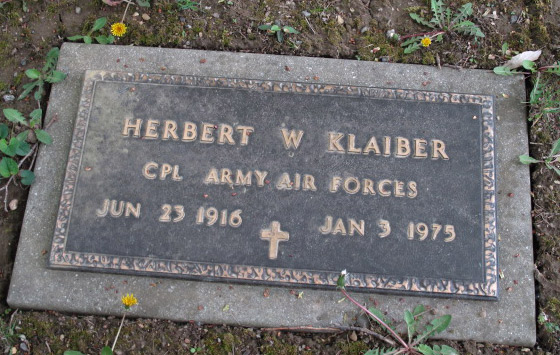 HERBERT W KLAIBER
CPL ARMY AIR FORCES
JUN 23 1916 JAN 3 1975